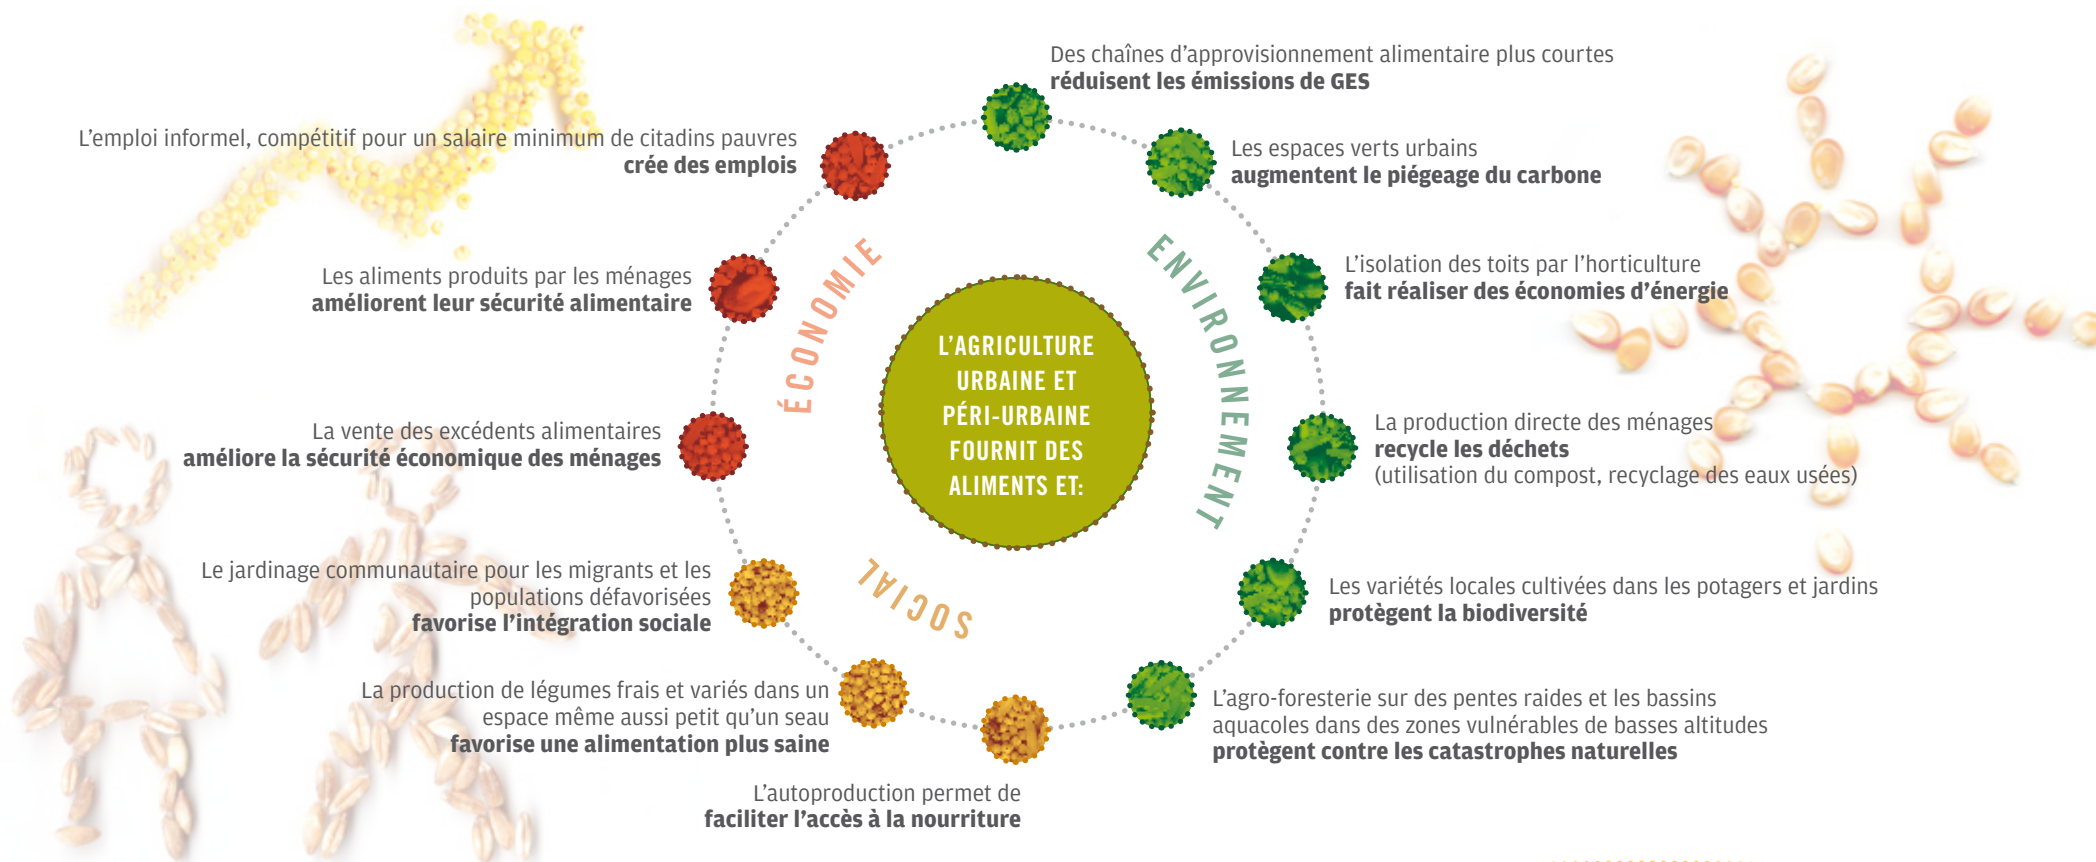 Des chaînes d’approvisionnement alimentaire plus courtes
réduisent les émissions de GES
L’emploi informel, compétitif pour un salaire minimum de citadins pauvres
crée des emplois
Les espaces verts urbains
augmentent le piégeage du carbone
Les aliments produits par les ménages
améliorent leur sécurité alimentaire
L’isolation des toits par l’horticulture
fait réaliser des économies d’énergie
ÉCONOMIE
ENVIRONNEMENT
L’AGRICULTURE
URBAINE ET
PÉRI-URBAINE
FOURNIT DES
ALIMENTS ET:
La vente des excédents alimentaires
améliore la sécurité économique des ménages
La production directe des ménages
recycle les déchets
(utilisation du compost, recyclage des eaux usées)
SOCIAL
Le jardinage communautaire pour les migrants et les
populations défavorisées
favorise l’intégration sociale
Les variétés locales cultivées dans les potagers et jardins
protègent la biodiversité
La production de légumes frais et variés dans un
espace même aussi petit qu’un seau
favorise une alimentation plus saine
L’agro-foresterie sur des pentes raides et les bassins
aquacoles dans des zones vulnérables de basses altitudes
protègent contre les catastrophes naturelles
L’autoproduction permet de
faciliter l’accès à la nourriture